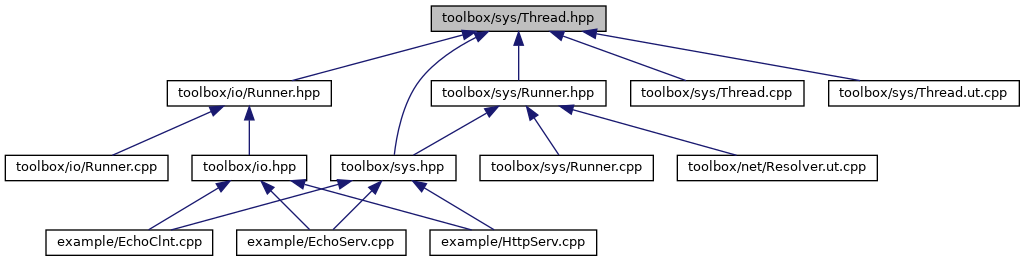 toolbox/sys/Thread.hpp
toolbox/io/Runner.hpp
toolbox/sys/Runner.hpp
toolbox/sys/Thread.cpp
toolbox/sys/Thread.ut.cpp
toolbox/io/Runner.cpp
toolbox/io.hpp
toolbox/sys.hpp
toolbox/sys/Runner.cpp
toolbox/net/Resolver.ut.cpp
example/EchoClnt.cpp
example/EchoServ.cpp
example/HttpServ.cpp